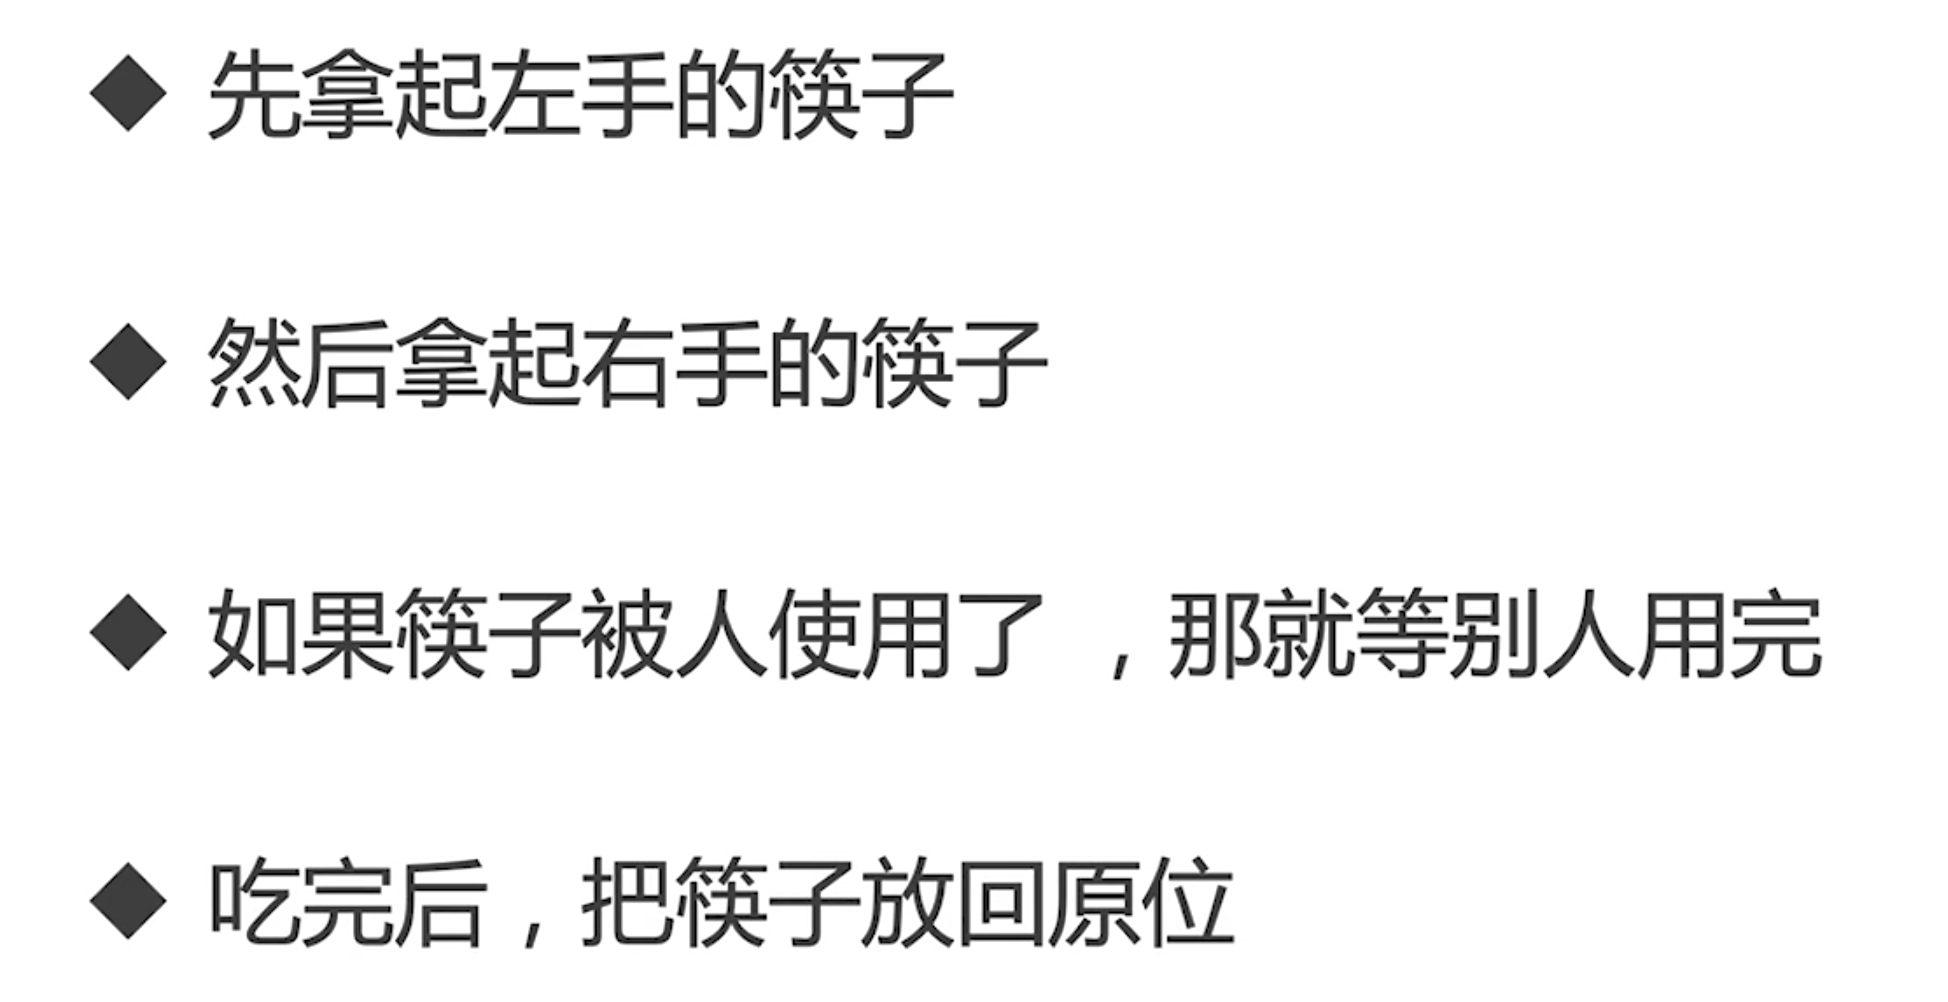 ◆ 先拿起左手的筷子
◆ 然后拿起右手的筷子
◆ 如果筷子被人使用了 ，那就等别人用完
◆ 吃完后，把筷子放回原位